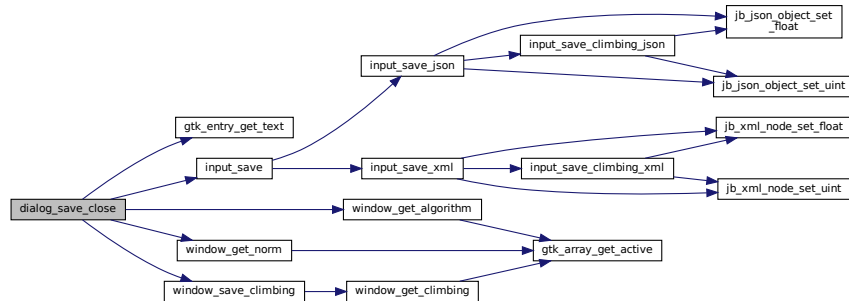 jb_json_object_set
_float
input_save_climbing_json
input_save_json
jb_json_object_set_uint
gtk_entry_get_text
jb_xml_node_set_float
input_save
input_save_xml
input_save_climbing_xml
jb_xml_node_set_uint
dialog_save_close
window_get_algorithm
window_get_norm
gtk_array_get_active
window_save_climbing
window_get_climbing